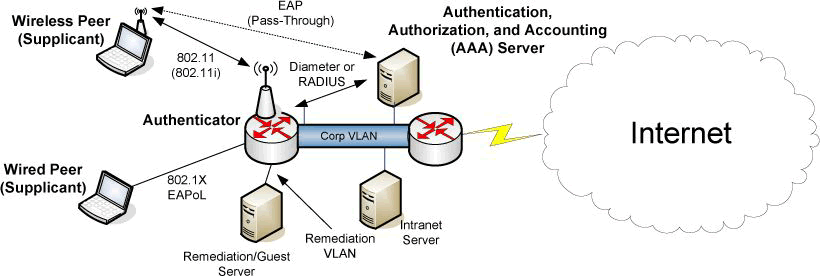 Wireless Peer
(Supplicant)
EAP
(Pass-Through)
Authentication,
Authorization, and Accounting
(AAA) Server
802.11
(802.11i)
Diameter or
RADIUS
Authenticator
Corp VLAN
Internet
Wired Peer
(Supplicant)
802.1X
EAPoL
Remediation/Guest
Server
Remediation
VLAN
Intranet
Server